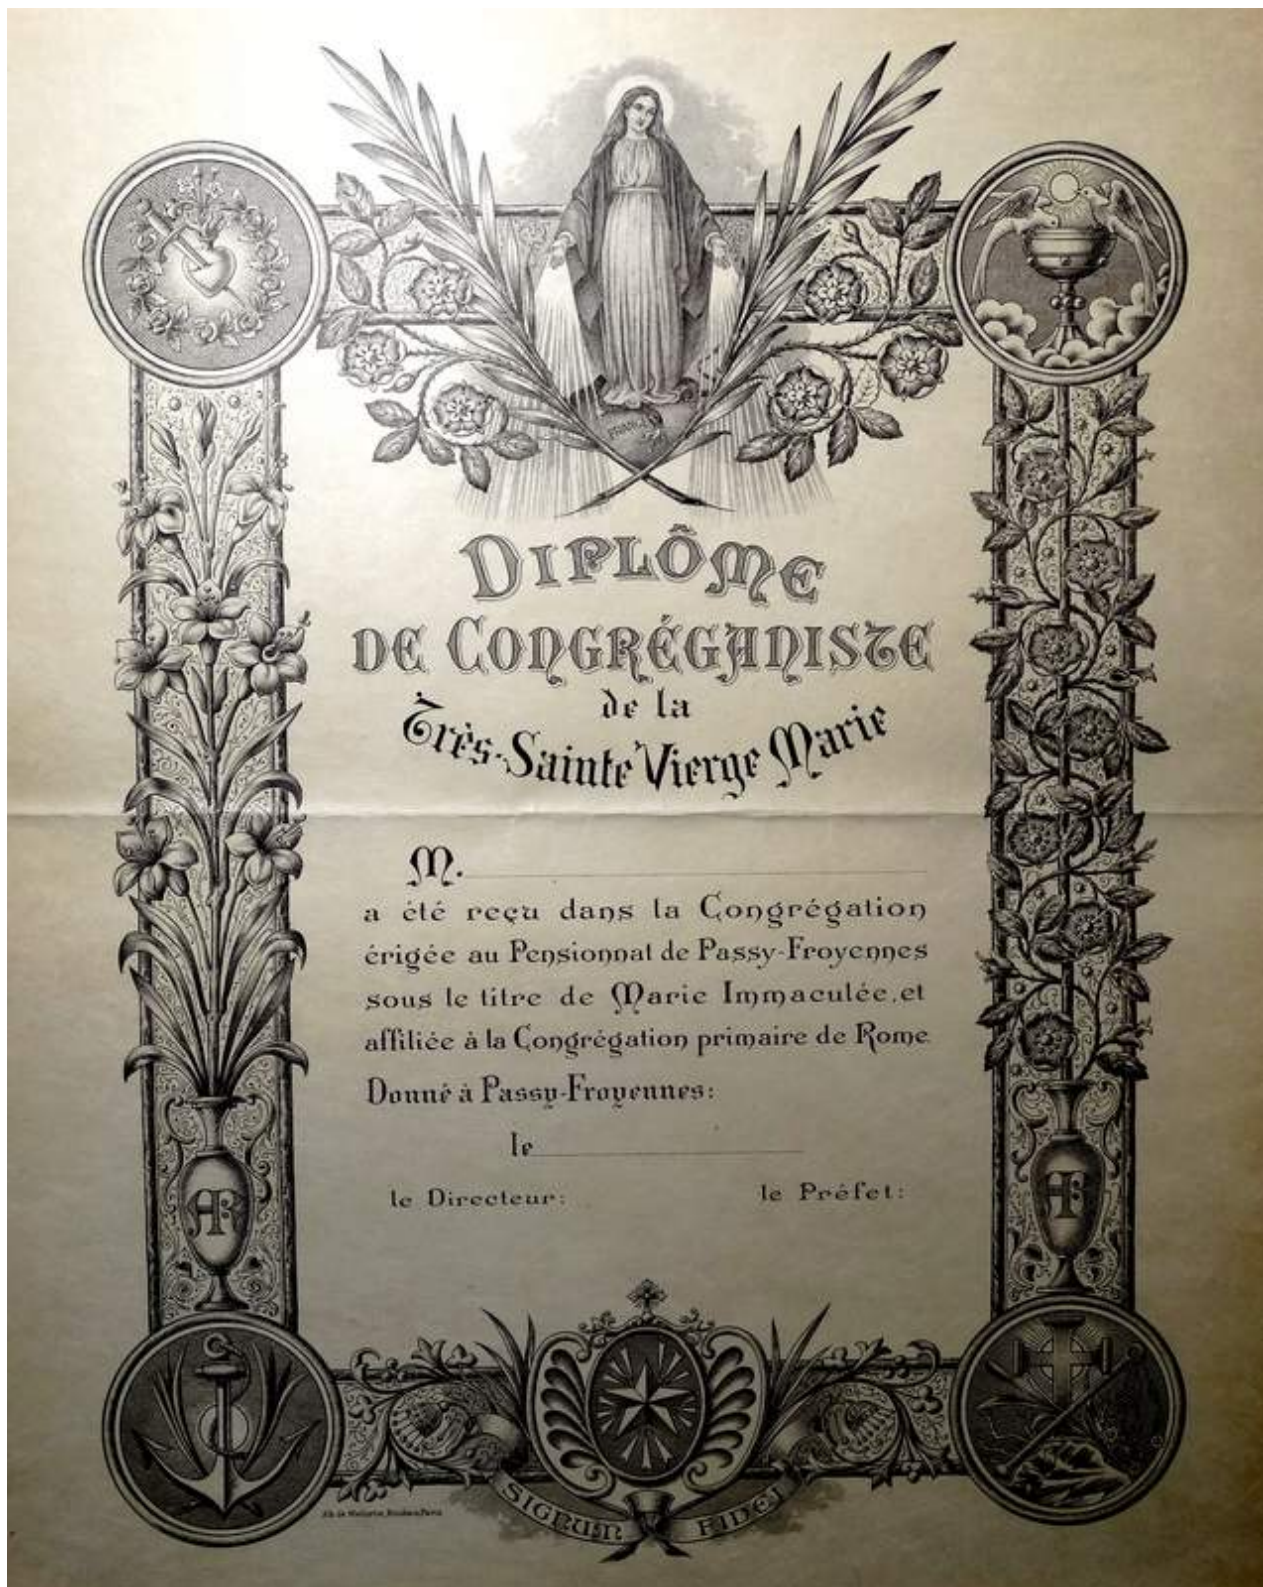 DIPLÔME
DE CONGRÉGANISTE
de la
Très-Sainte Vierge Marie
M.
a été reçu dans la Congrégation
érigée au Pensionnat de Passy-Froyennes
sous le titre de Marie Immaculée, et
affiliée à la Congrégation primaire de Rome
Donné à Passy-Froyennes:
le
le Directeur:
le Préfet:
SIGNUM FIDEI